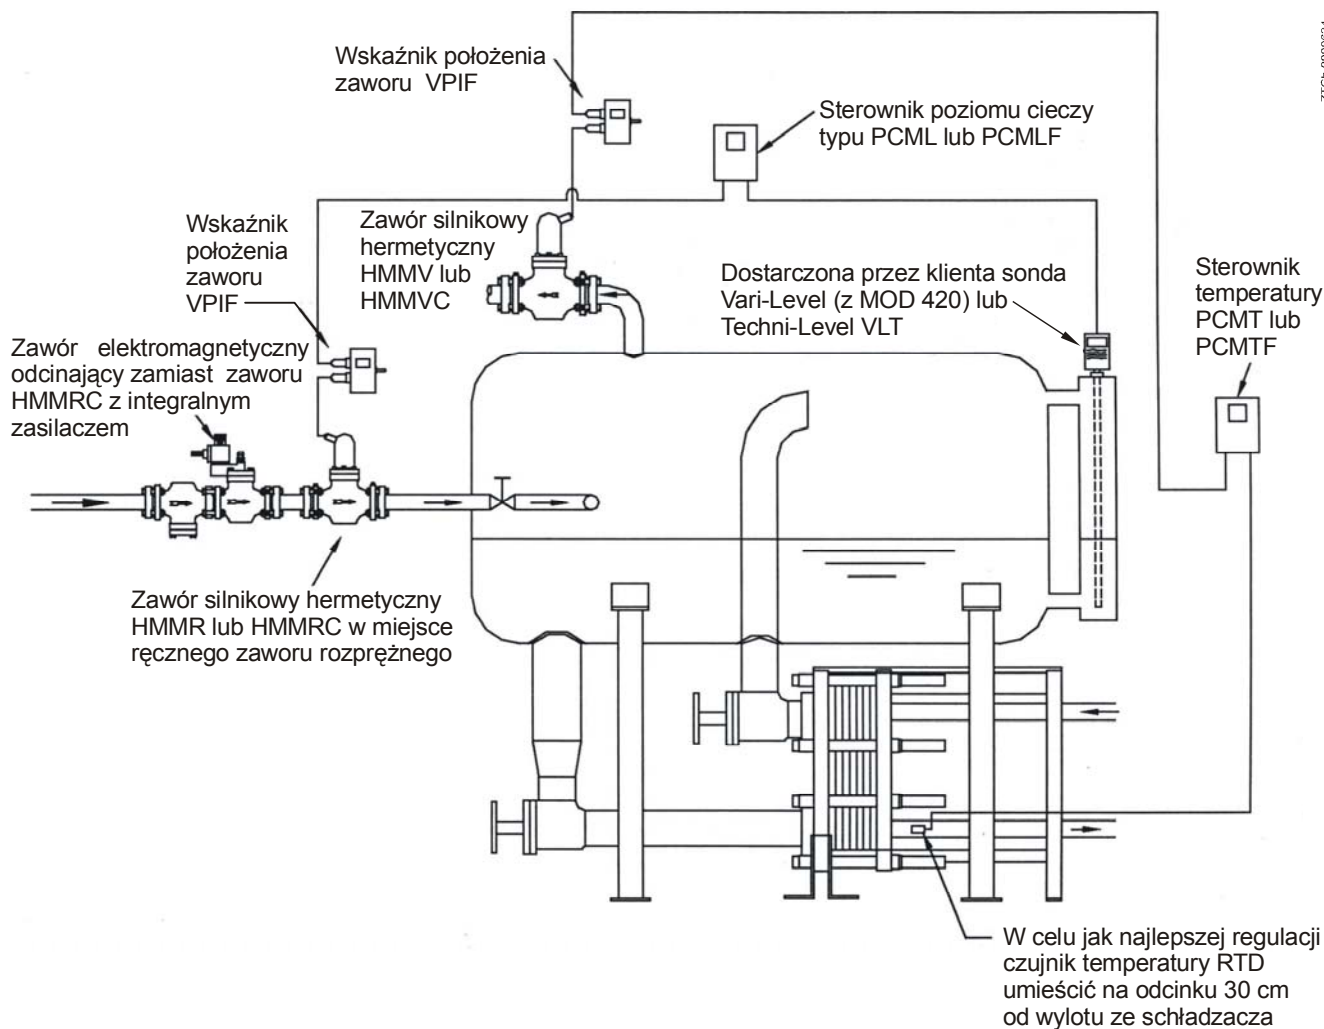 Wskaźnik położenia
zaworu VPIF
Sterownik poziomu cieczy
typu PCML lub PCMLF
Wskaźnik
położenia
zaworu
VPIF
Zawór silnikowy
hermetyczny
HMMV lub
HMMVC
Dostarczona przez klienta sonda
Vari-Level (z MOD 420) lub
Techni-Level VLT
Sterownik
temperatury
PCMT lub
PCMTF
Zawór elektromagnetyczny
odcinający zamiast zaworu
HMMRC z integralnym
zasilaczem
Zawór silnikowy hermetyczny
HMMR lub HMMRC w miejsce
ręcznego zaworu rozprężnego
W celu jak najlepszej regulacji
czujnik temperatury RTD
umieścić na odcinku 30 cm
od wylotu ze schładzacza